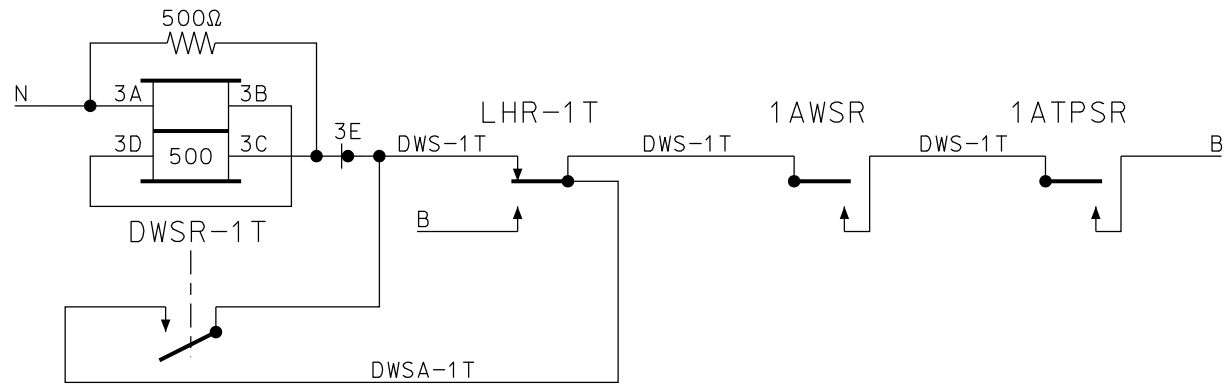 500Ω
N 3A 3B
LHR-1T 1AWSR 1ATPSR
3D 500 3C 3E DWS-1T DWS-1T DWS-1T B
B
DWSR-1T
DWSA-1T